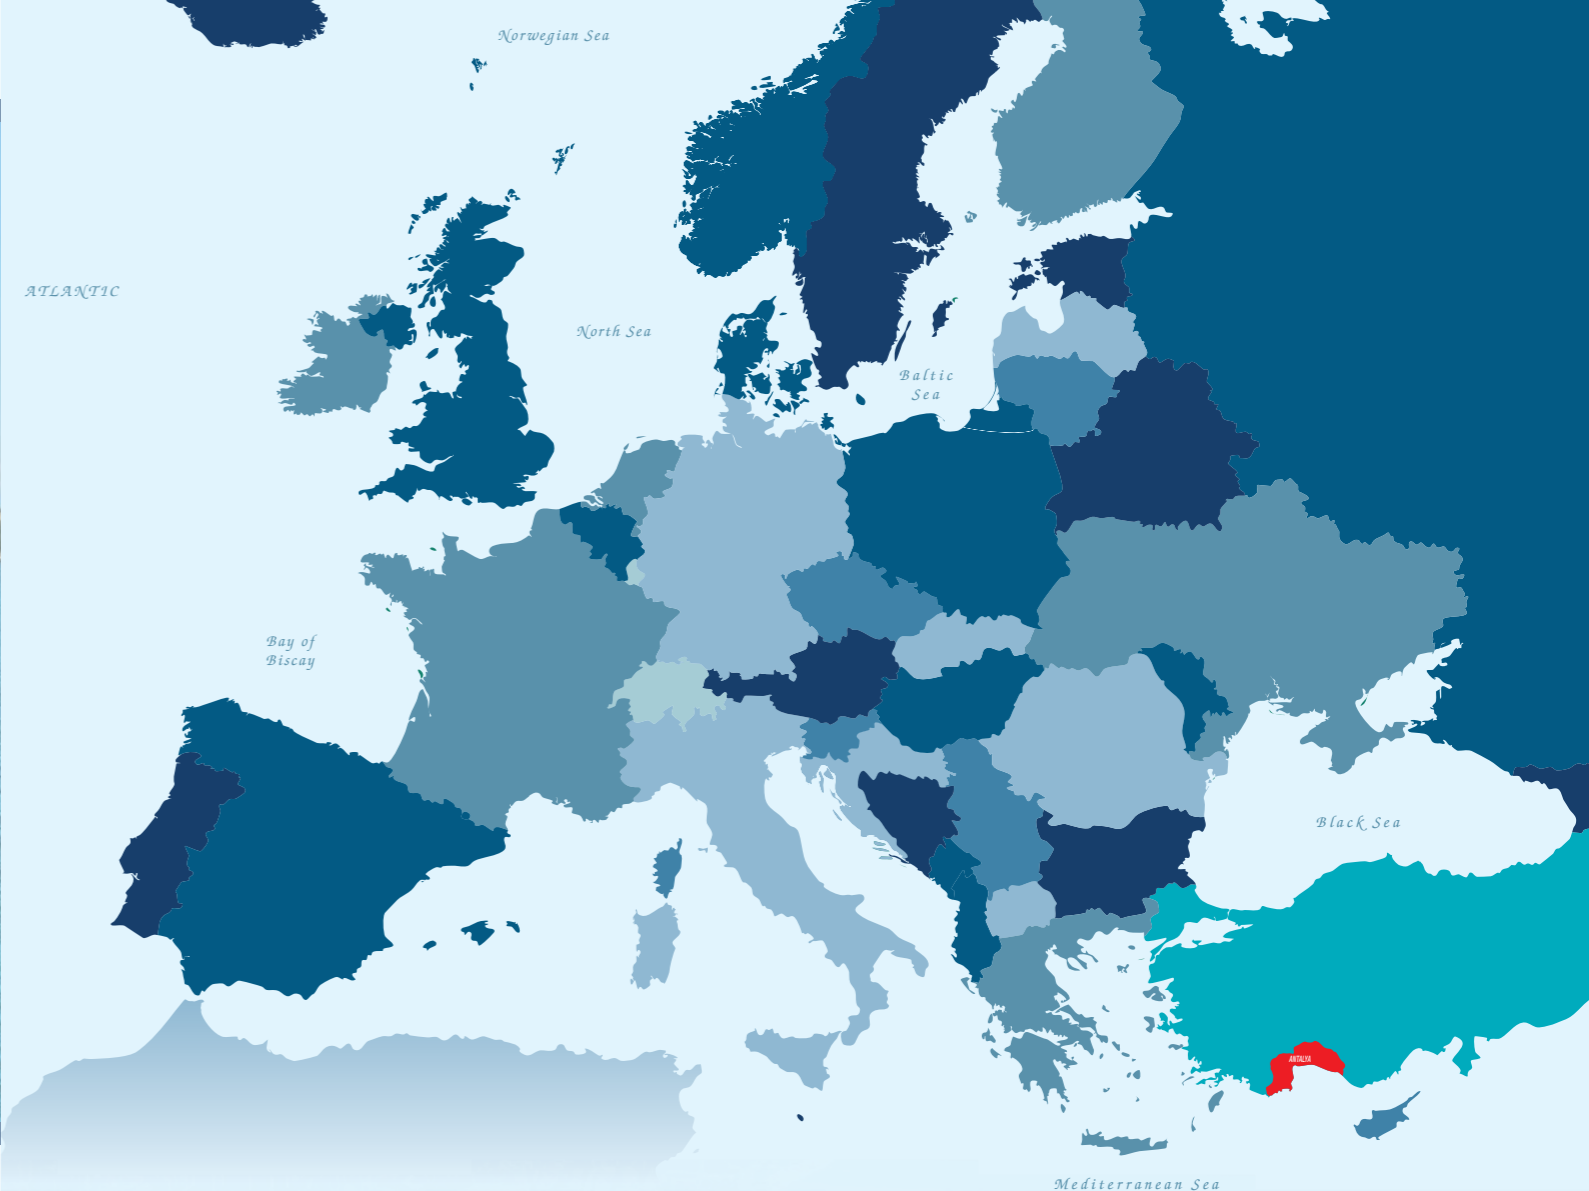 Norwegian Sea
ATLANTIC
North Sea
Baltic
Sea
Bay of
Biscay
Black Sea
ANTALYA
Mediterranean Sea